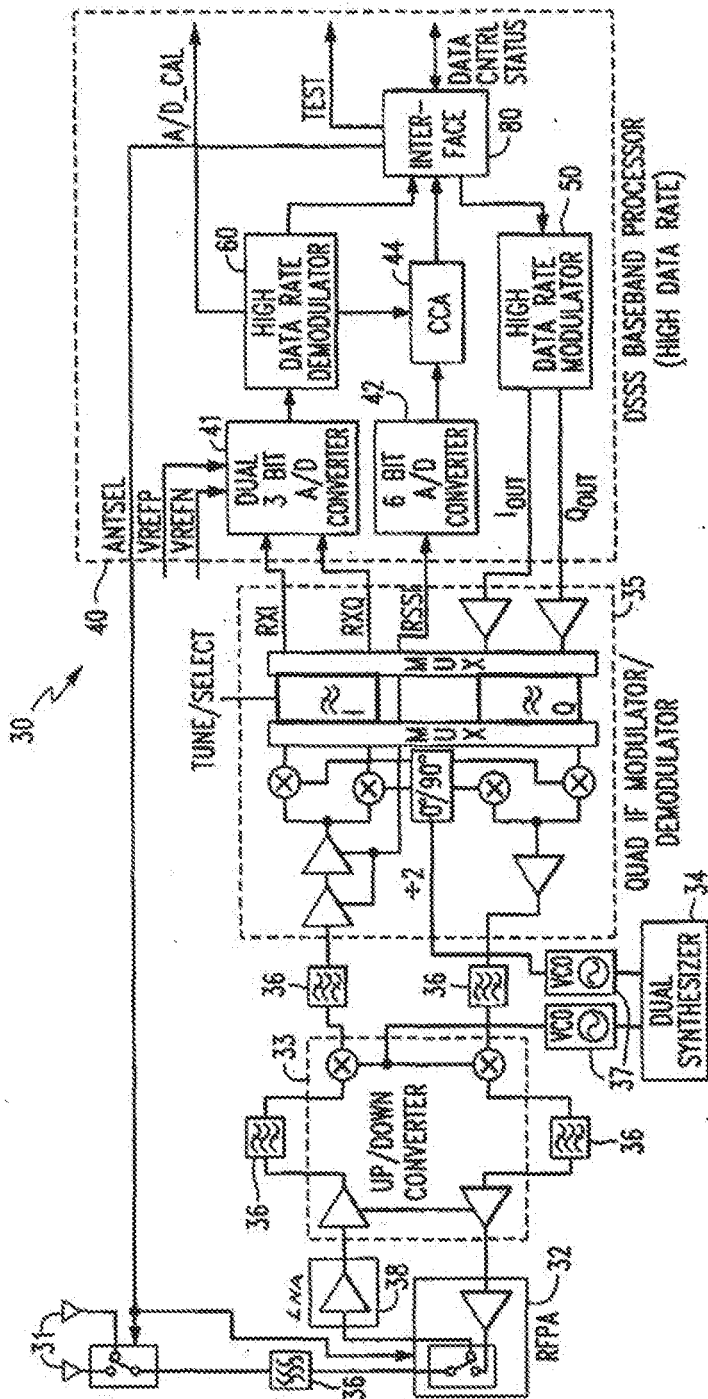 30
40
ANTSEL
VREFP
VREFN
A/D_CAL
TEST
DATA
CNTRL
STATUS
INTER-
FACE
80
60
HIGH
DATA RATE
DEMODULATOR
41
DUAL
3 BIT
A/D
CONVERTER
44
CCA
42
6 BIT
A/D
CONVERTER
50
HIGH
DATA RATE
MODULATOR
IOUT
QOUT
DSSS BASEBAND PROCESSOR
(HIGH DATA RATE)
TUNE/SELECT
RXI
RXQ
RSSI
35
MUX
I
MUX
Q
0°/90°
÷2
QUAD IF MODULATOR/
DEMODULATOR
36
36
VCO
VCO
37
34
DUAL
SYNTHESIZER
33
UP/DOWN
CONVERTER
36
36
LNA
38
32
RFPA
31
36